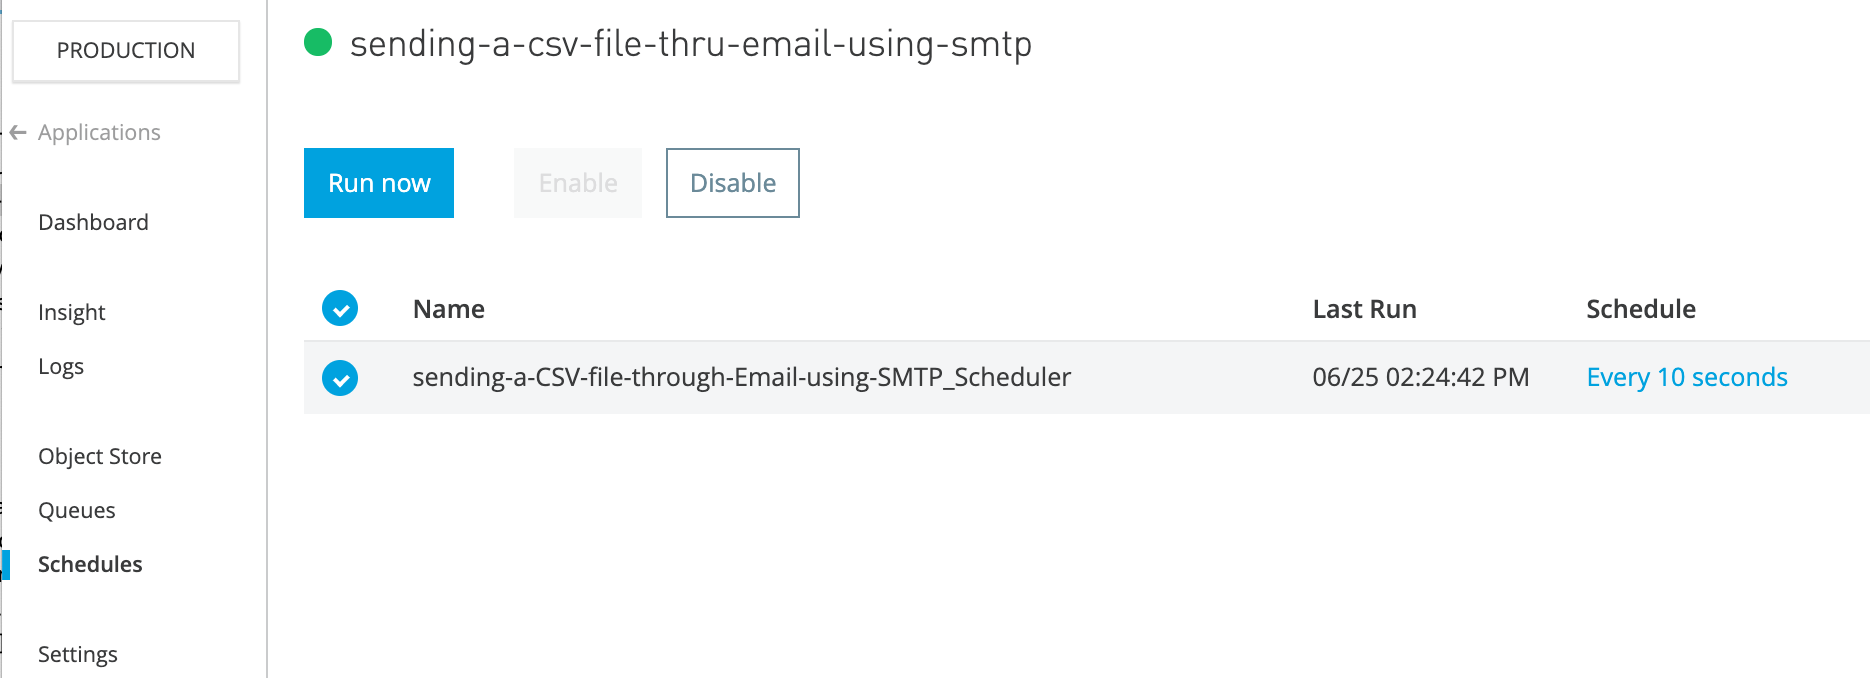 PRODUCTION
Applications
Dashboard
Insight
Logs
Object Store
Queues
Schedules
Settings
sending-a-csv-file-thru-email-using-smtp
Run now Enable Disable
Name Last Run Schedule
sending-a-CSV-file-through-Email-using-SMTP_Scheduler 06/25 02:24:42 PM Every 10 seconds